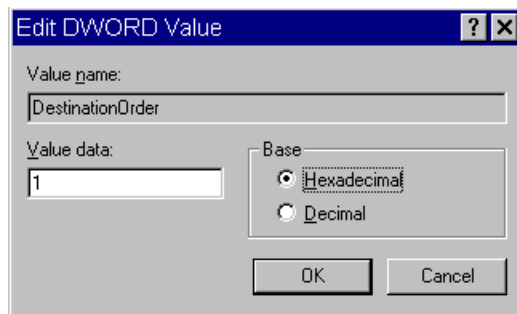 Edit DWORD Value
Value name:
DestinationOrder
Value data:
1
Base
Hexadecimal
Decimal
OK
Cancel